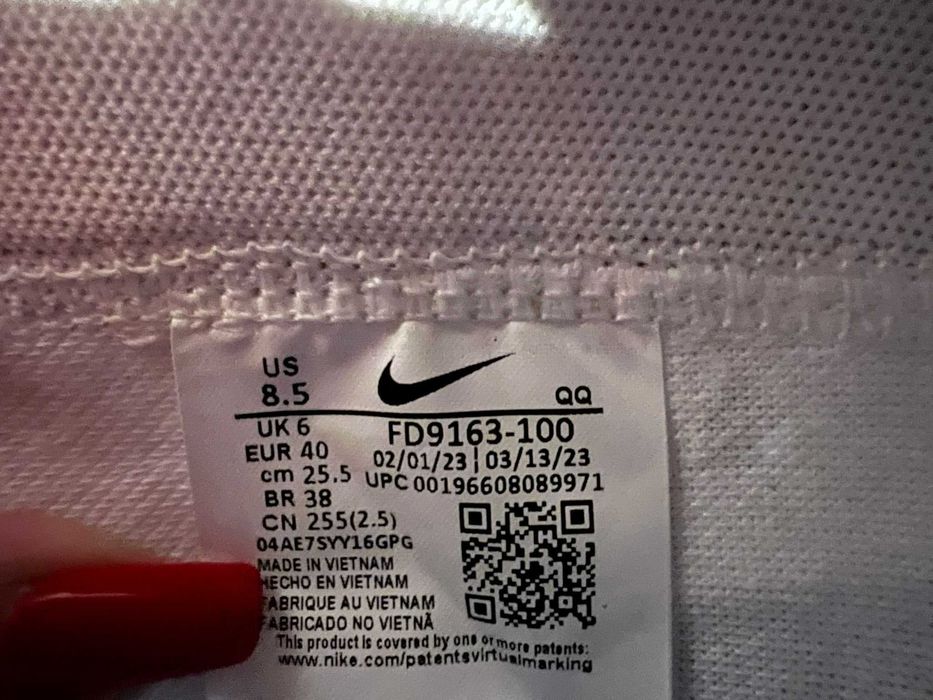 US
8.5
QQ
UK 6
EUR 40
cm 25.5
BR 38
CN 255(2.5)
FD9163-100
02/01/23 | 03/13/23
UPC 00196608089971
04AE7SYY16GPG
MADE IN VIETNAM
HECHO EN VIETNAM
FABRIQUE AU VIETNAM
FABRICADO NO VIETNÃ
This product is covered by one or more patents:
www.nike.com/patentsvirtualmarking